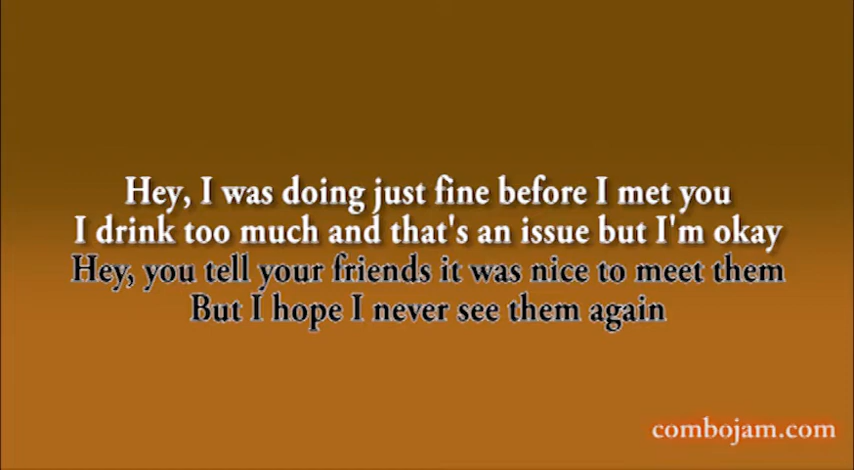 Hey, I was doing just fine before I met you
I drink too much and that's an issue but I'm okay
Hey, you tell your friends it was nice to meet them
But I hope I never see them again
combojam.com